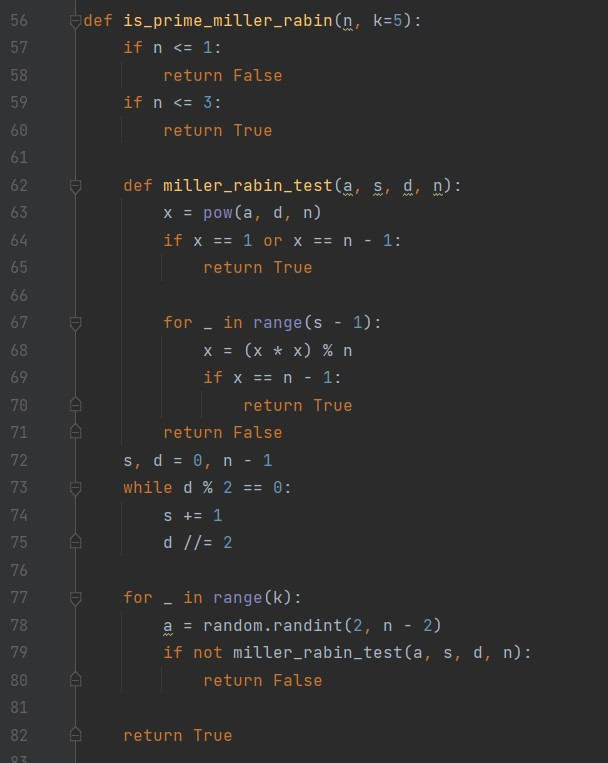 56 def is_prime_miller_rabin(n, k=5):
57     if n <= 1:
58         return False
59     if n <= 3:
60         return True
61
62     def miller_rabin_test(a, s, d, n):
63         x = pow(a, d, n)
64         if x == 1 or x == n - 1:
65             return True
66
67         for _ in range(s - 1):
68             x = (x * x) % n
69             if x == n - 1:
70                 return True
71         return False
72     s, d = 0, n - 1
73     while d % 2 == 0:
74         s += 1
75         d //= 2
76
77     for _ in range(k):
78         a = random.randint(2, n - 2)
79         if not miller_rabin_test(a, s, d, n):
80             return False
81
82     return True
83